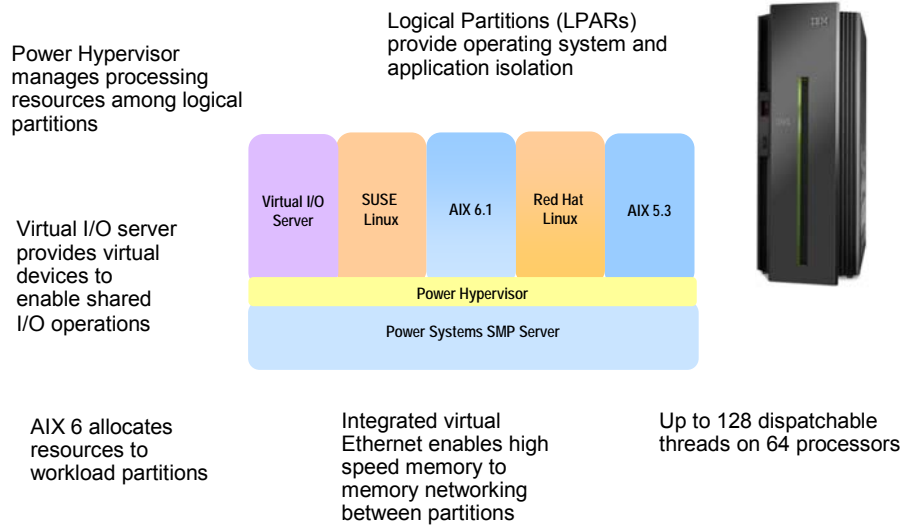 Logical Partitions (LPARs)
provide operating system and
application isolation
IBM
Power Hypervisor
manages processing
resources among logical
partitions
Virtual I/O
Server
SUSE
Linux
AIX 6.1
Red Hat
Linux
AIX 5.3
Virtual I/O server
provides virtual
devices to
enable shared
I/O operations
Power Hypervisor
Power Systems SMP Server
AIX 6 allocates
resources to
workload partitions
Integrated virtual
Ethernet enables high
speed memory to
memory networking
between partitions
Up to 128 dispatchable
threads on 64 processors